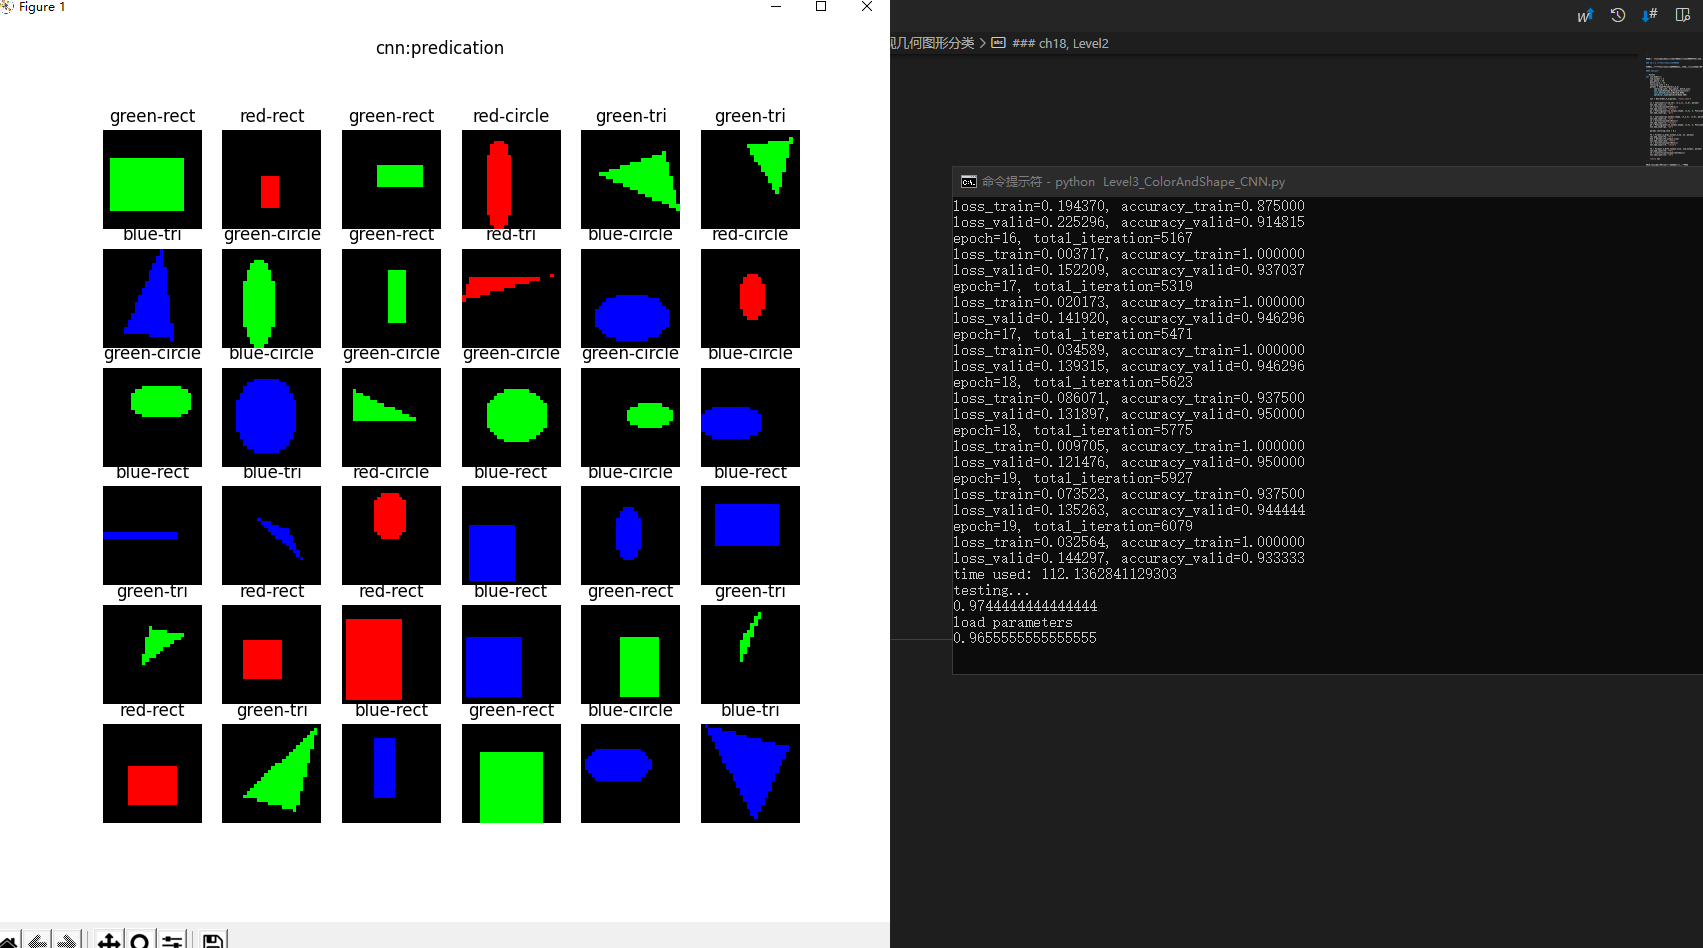 Figure 1
cnn:predication
green-rect red-rect green-rect red-circle green-tri green-tri
blue-tri green-circle green-rect red-tri blue-circle red-circle
green-circle blue-circle green-circle green-circle green-circle blue-circle
blue-rect blue-tri red-circle blue-rect blue-circle blue-rect
green-tri red-rect red-rect blue-rect green-rect green-tri
red-rect green-tri blue-rect green-rect blue-circle blue-tri
几何图形分类 > ### ch18, Level2
命令提示符 - python Level3_ColorAndShape_CNN.py
loss_train=0.194370, accuracy_train=0.875000
loss_valid=0.225296, accuracy_valid=0.914815
epoch=16, total_iteration=5167
loss_train=0.003717, accuracy_train=1.000000
loss_valid=0.152209, accuracy_valid=0.937037
epoch=17, total_iteration=5319
loss_train=0.020173, accuracy_train=1.000000
loss_valid=0.141920, accuracy_valid=0.946296
epoch=17, total_iteration=5471
loss_train=0.034589, accuracy_train=1.000000
loss_valid=0.139315, accuracy_valid=0.946296
epoch=18, total_iteration=5623
loss_train=0.086071, accuracy_train=0.937500
loss_valid=0.131897, accuracy_valid=0.950000
epoch=18, total_iteration=5775
loss_train=0.009705, accuracy_train=1.000000
loss_valid=0.121476, accuracy_valid=0.950000
epoch=19, total_iteration=5927
loss_train=0.073523, accuracy_train=0.937500
loss_valid=0.135263, accuracy_valid=0.944444
epoch=19, total_iteration=6079
loss_train=0.032564, accuracy_train=1.000000
loss_valid=0.144297, accuracy_valid=0.933333
time used: 112.1362841129303
testing...
0.9744444444444444
load parameters
0.9655555555555555